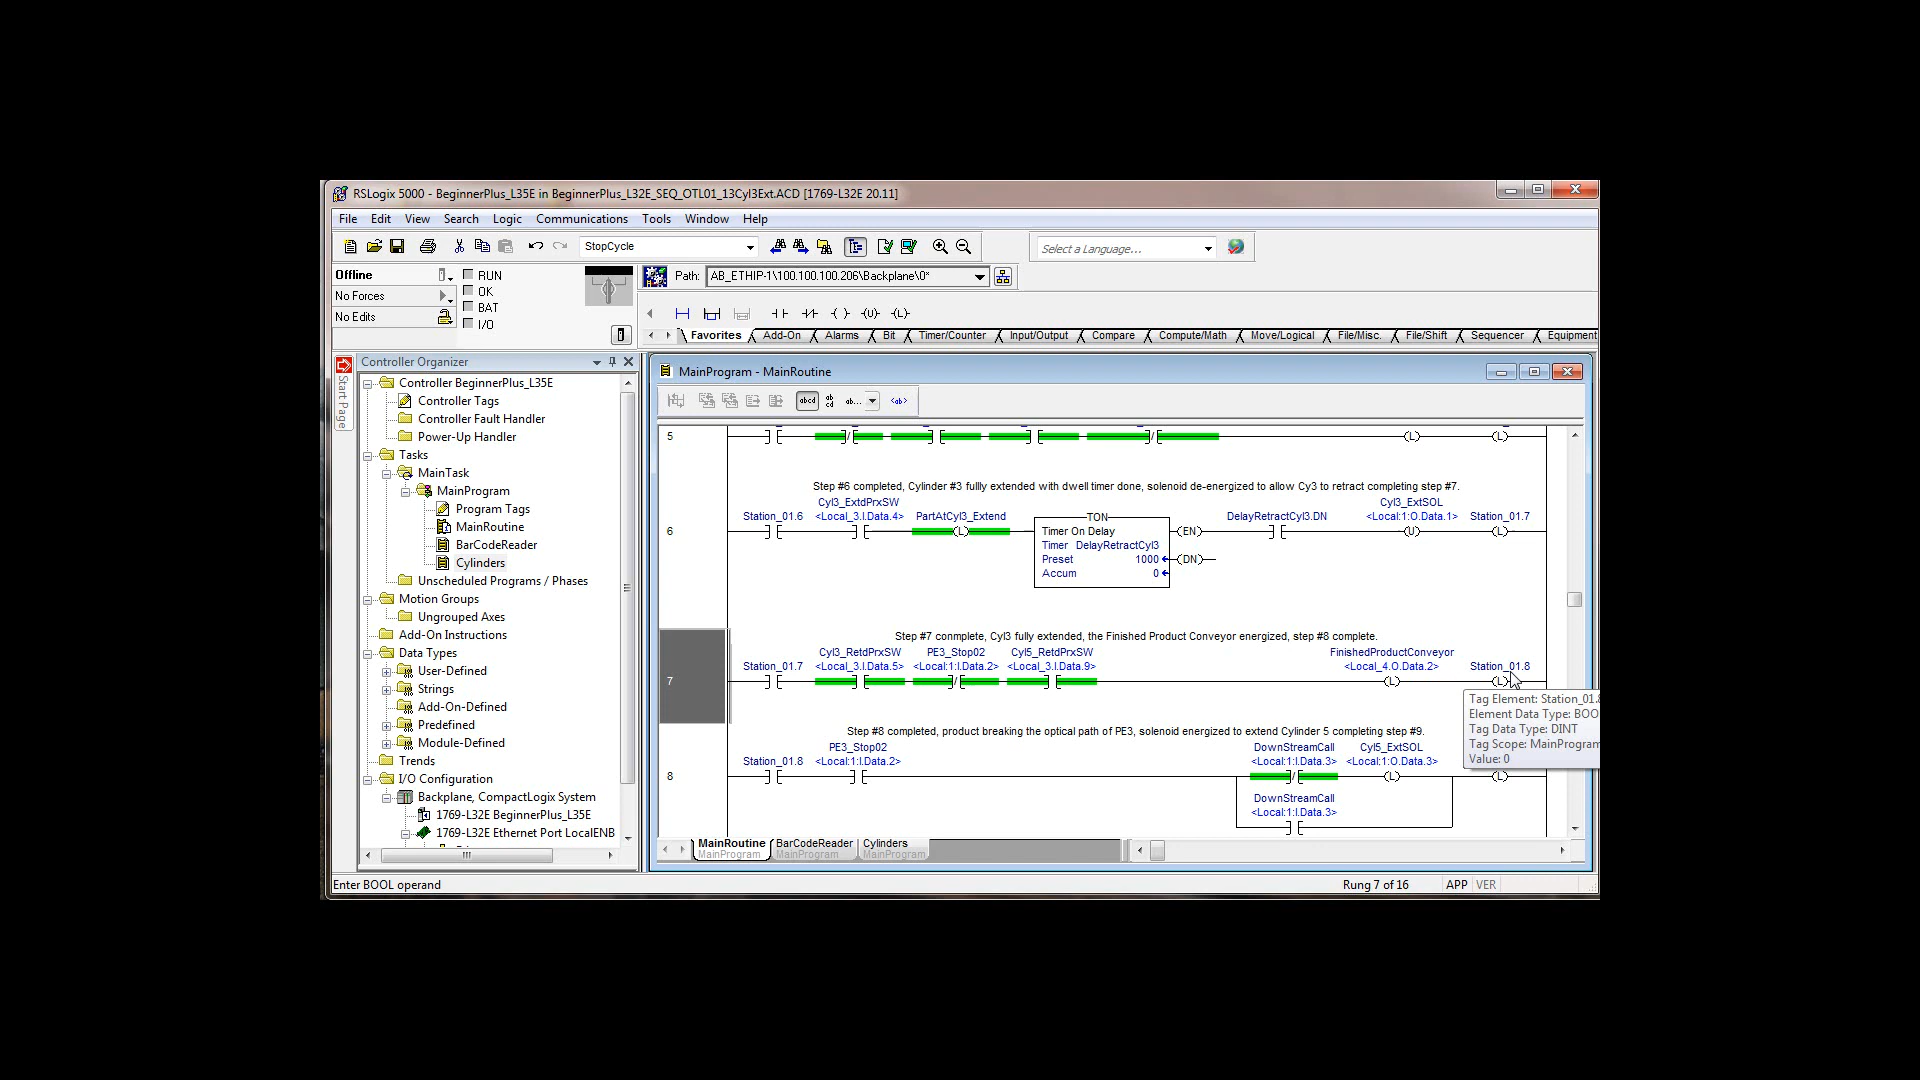 RSLogix 5000 - BeginnerPlus_L35E in BeginnerPlus_L32E_SEQ_OTL01_13Cyl3Ext.ACD [1769-L32E 20.11]
File Edit View Search Logic Communications Tools Window Help
StopCycle
Select a Language...
Offline
RUN
No Forces
OK
BAT
No Edits
I/O
Path: AB_ETHIP-1\100.100.100.206\Backplane\0*
Favorites Add-On Alarms Bit Timer/Counter Input/Output Compare Compute/Math Move/Logical File/Misc. File/Shift Sequencer Equipment
Start Page
Controller Organizer
Controller BeginnerPlus_L35E
Controller Tags
Controller Fault Handler
Power-Up Handler
Tasks
MainTask
MainProgram
Program Tags
MainRoutine
BarCodeReader
Cylinders
Unscheduled Programs / Phases
Motion Groups
Ungrouped Axes
Add-On Instructions
Data Types
User-Defined
Strings
Add-On-Defined
Predefined
Module-Defined
Trends
I/O Configuration
Backplane, CompactLogix System
1769-L32E BeginnerPlus_L35E
1769-L32E Ethernet Port LocalENB
MainProgram - MainRoutine
abcd
ab cd
ab...
<ab>
5
L
L
Step #6 completed, Cylinder #3 fullly extended with dwell timer done, solenoid de-energized to allow Cy3 to retract completing step #7.
Cyl3_ExtdPrxSW Cyl3_ExtSOL
Station_01.6 <Local_3.I.Data.4> PartAtCyl3_Extend TON DelayRetractCyl3.DN <Local:1:O.Data.1> Station_01.7
6
L
Timer On Delay
EN
U
L
Timer DelayRetractCyl3
Preset 1000
DN
Accum 0
Step #7 conmplete, Cyl3 fully extended, the Finished Product Conveyor energized, step #8 complete.
Cyl3_RetdPrxSW PE3_Stop02 Cyl5_RetdPrxSW FinishedProductConveyor
Station_01.7 <Local_3.I.Data.5> <Local:1:I.Data.2> <Local_3.I.Data.9> <Local_4.O.Data.2> Station_01.8
7
L
L
Tag Element: Station_01.8
Element Data Type: BOO
Tag Data Type: DINT
Tag Scope: MainProgram
Value: 0
Step #8 completed, product breaking the optical path of PE3, solenoid energized to extend Cylinder 5 completing step #9.
PE3_Stop02 DownStreamCall Cyl5_ExtSOL
Station_01.8 <Local:1:I.Data.2> <Local:1:I.Data.3> <Local:1:O.Data.3>
8
L
L
DownStreamCall
<Local:1:I.Data.3>
MainRoutine BarCodeReader Cylinders
MainProgram MainProgram MainProgram
Enter BOOL operand
Rung 7 of 16
APP VER